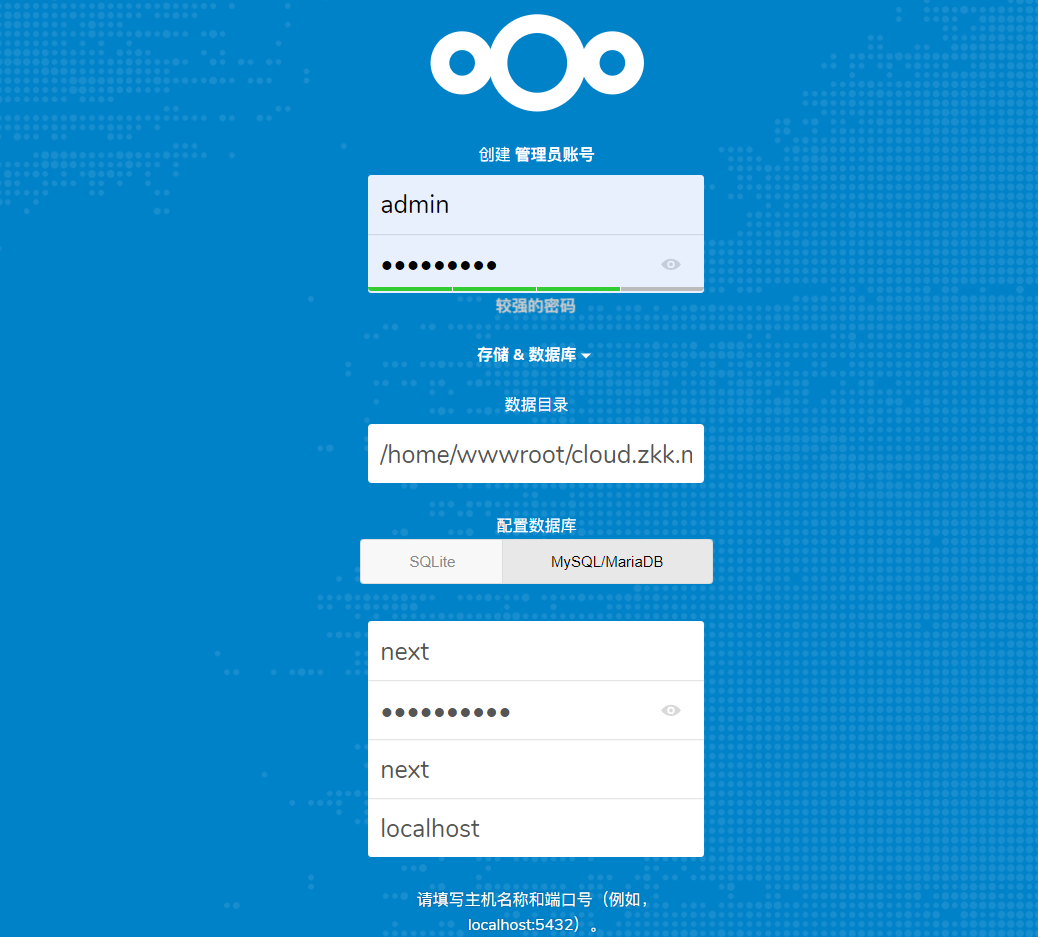 创建 管理员账号
admin
●●●●●●●●●
较强的密码
存储 & 数据库
数据目录
/home/wwwroot/cloud.zkk.
配置数据库
SQLite MySQL/MariaDB
next
●●●●●●●●●●
next
localhost
请填写主机名称和端口号（例如，
localhost:5432）。